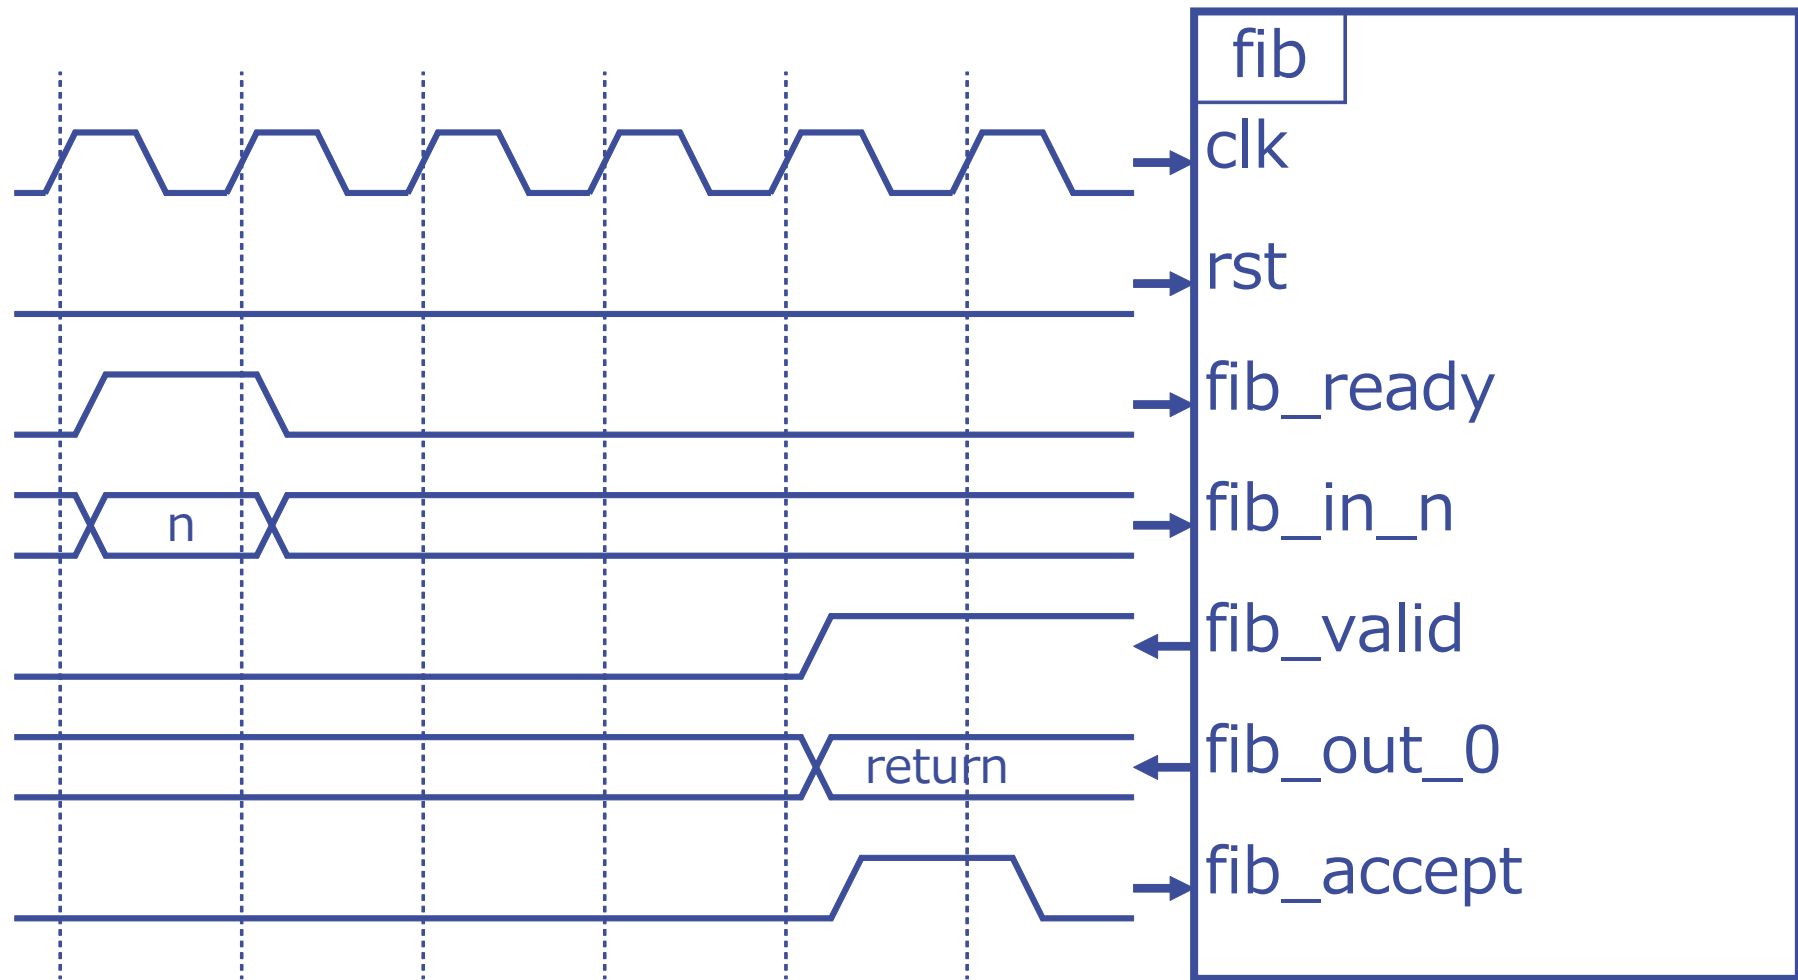 fib
clk
rst
fib_ready
fib_in_n
n
fib_valid
fib_out_0
return
fib_accept